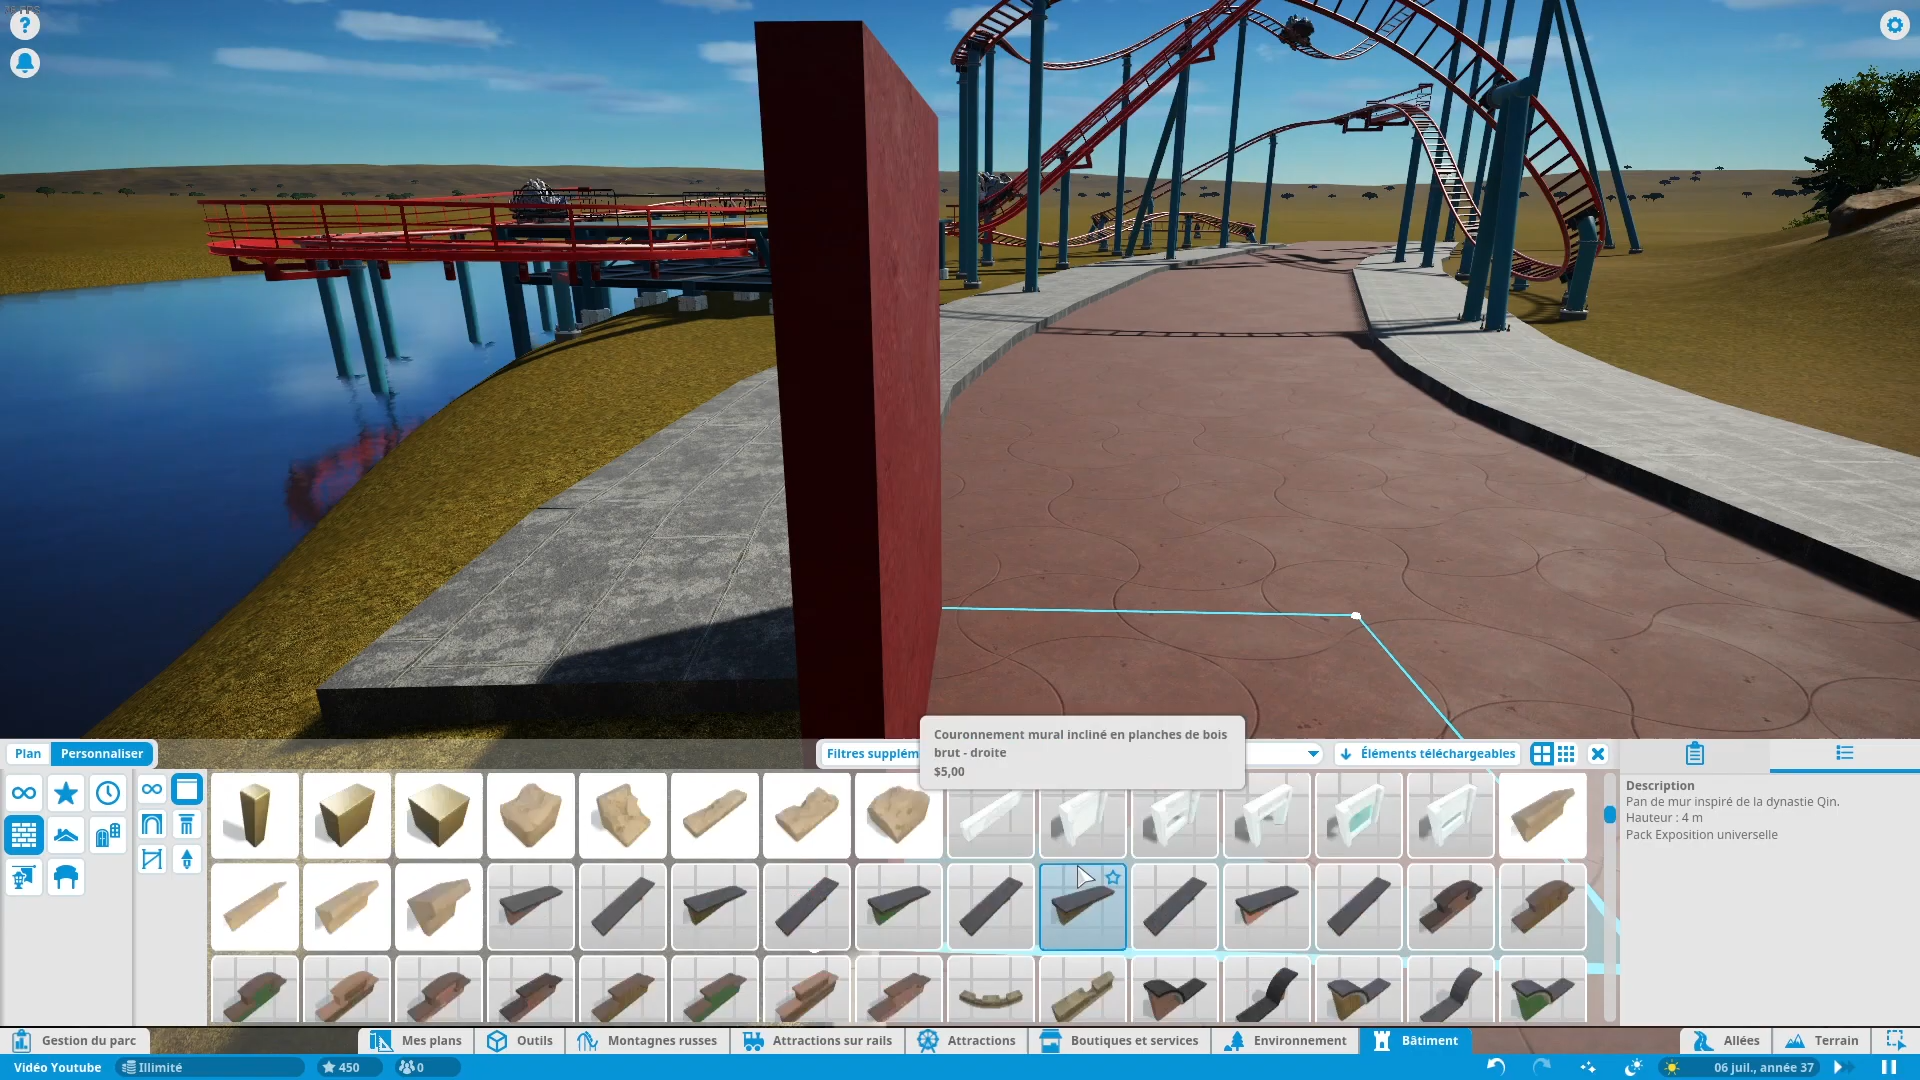 Couronnement mural incliné en planches de bois
brut - droite
$5,00
Plan
Personnaliser
Filtres supplém
Éléments téléchargeables
Description
Pan de mur inspiré de la dynastie Qin.
Hauteur : 4 m
Pack Exposition universelle
Gestion du parc
Mes plans
Outils
Montagnes russes
Attractions sur rails
Attractions
Boutiques et services
Environnement
Bâtiment
Allées
Terrain
Vidéo Youtube
Illimité
450
0
06 juil., année 37